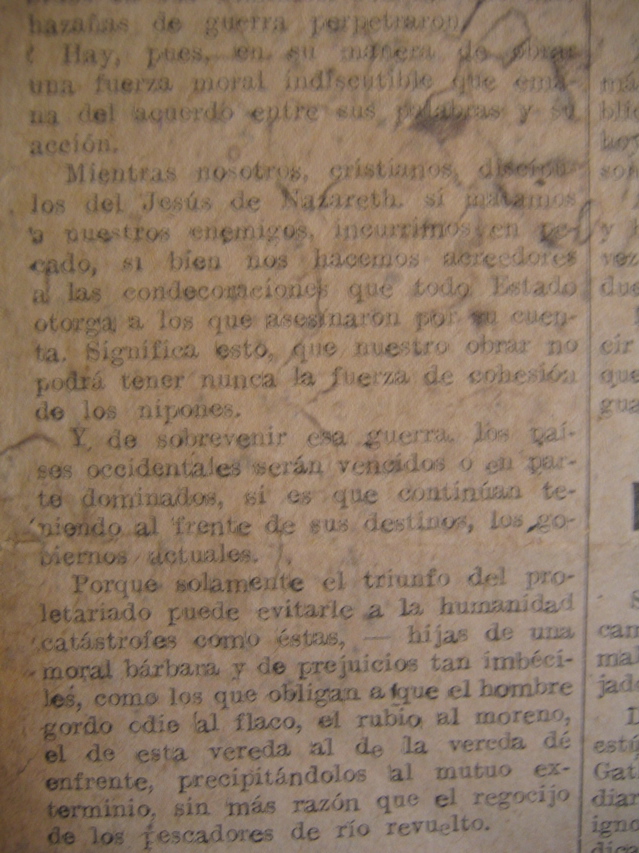 hazañas de guerra perpetraron.
Hay, pues, en su manera de obrar
una fuerza moral indiscutible que ema-
na del acuerdo entre sus palabras y su
acción.
Mientras nosotros, cristianos, discípu-
los del Jesús de Nazareth, si matamos
a nuestros enemigos, incurrimos en pe-
cado, si bien nos hacemos acreedores
a las condecoraciones que todo Estado
otorga a los que asesinaron por su cuen-
ta. Significa esto, que nuestro obrar no
podrá tener nunca la fuerza de cohesión
de los nipones.
Y, de sobrevenir esa guerra, los paí-
ses occidentales serán vencidos o en par-
te dominados, si es que continúan te-
niendo al frente de sus destinos, los go-
biernos actuales.
Porque solamente el triunfo del pro-
letariado puede evitarle a la humanidad
catástrofes como éstas, — hijas de una
moral bárbara y de prejuicios tan imbéci-
les, como los que obligan a que el hombre
gordo odie al flaco, el rubio al moreno,
el de esta vereda al de la vereda de
enfrente, precipitándolos al mutuo ex-
terminio, sin más razón que el regocijo
de los pescadores de río revuelto.